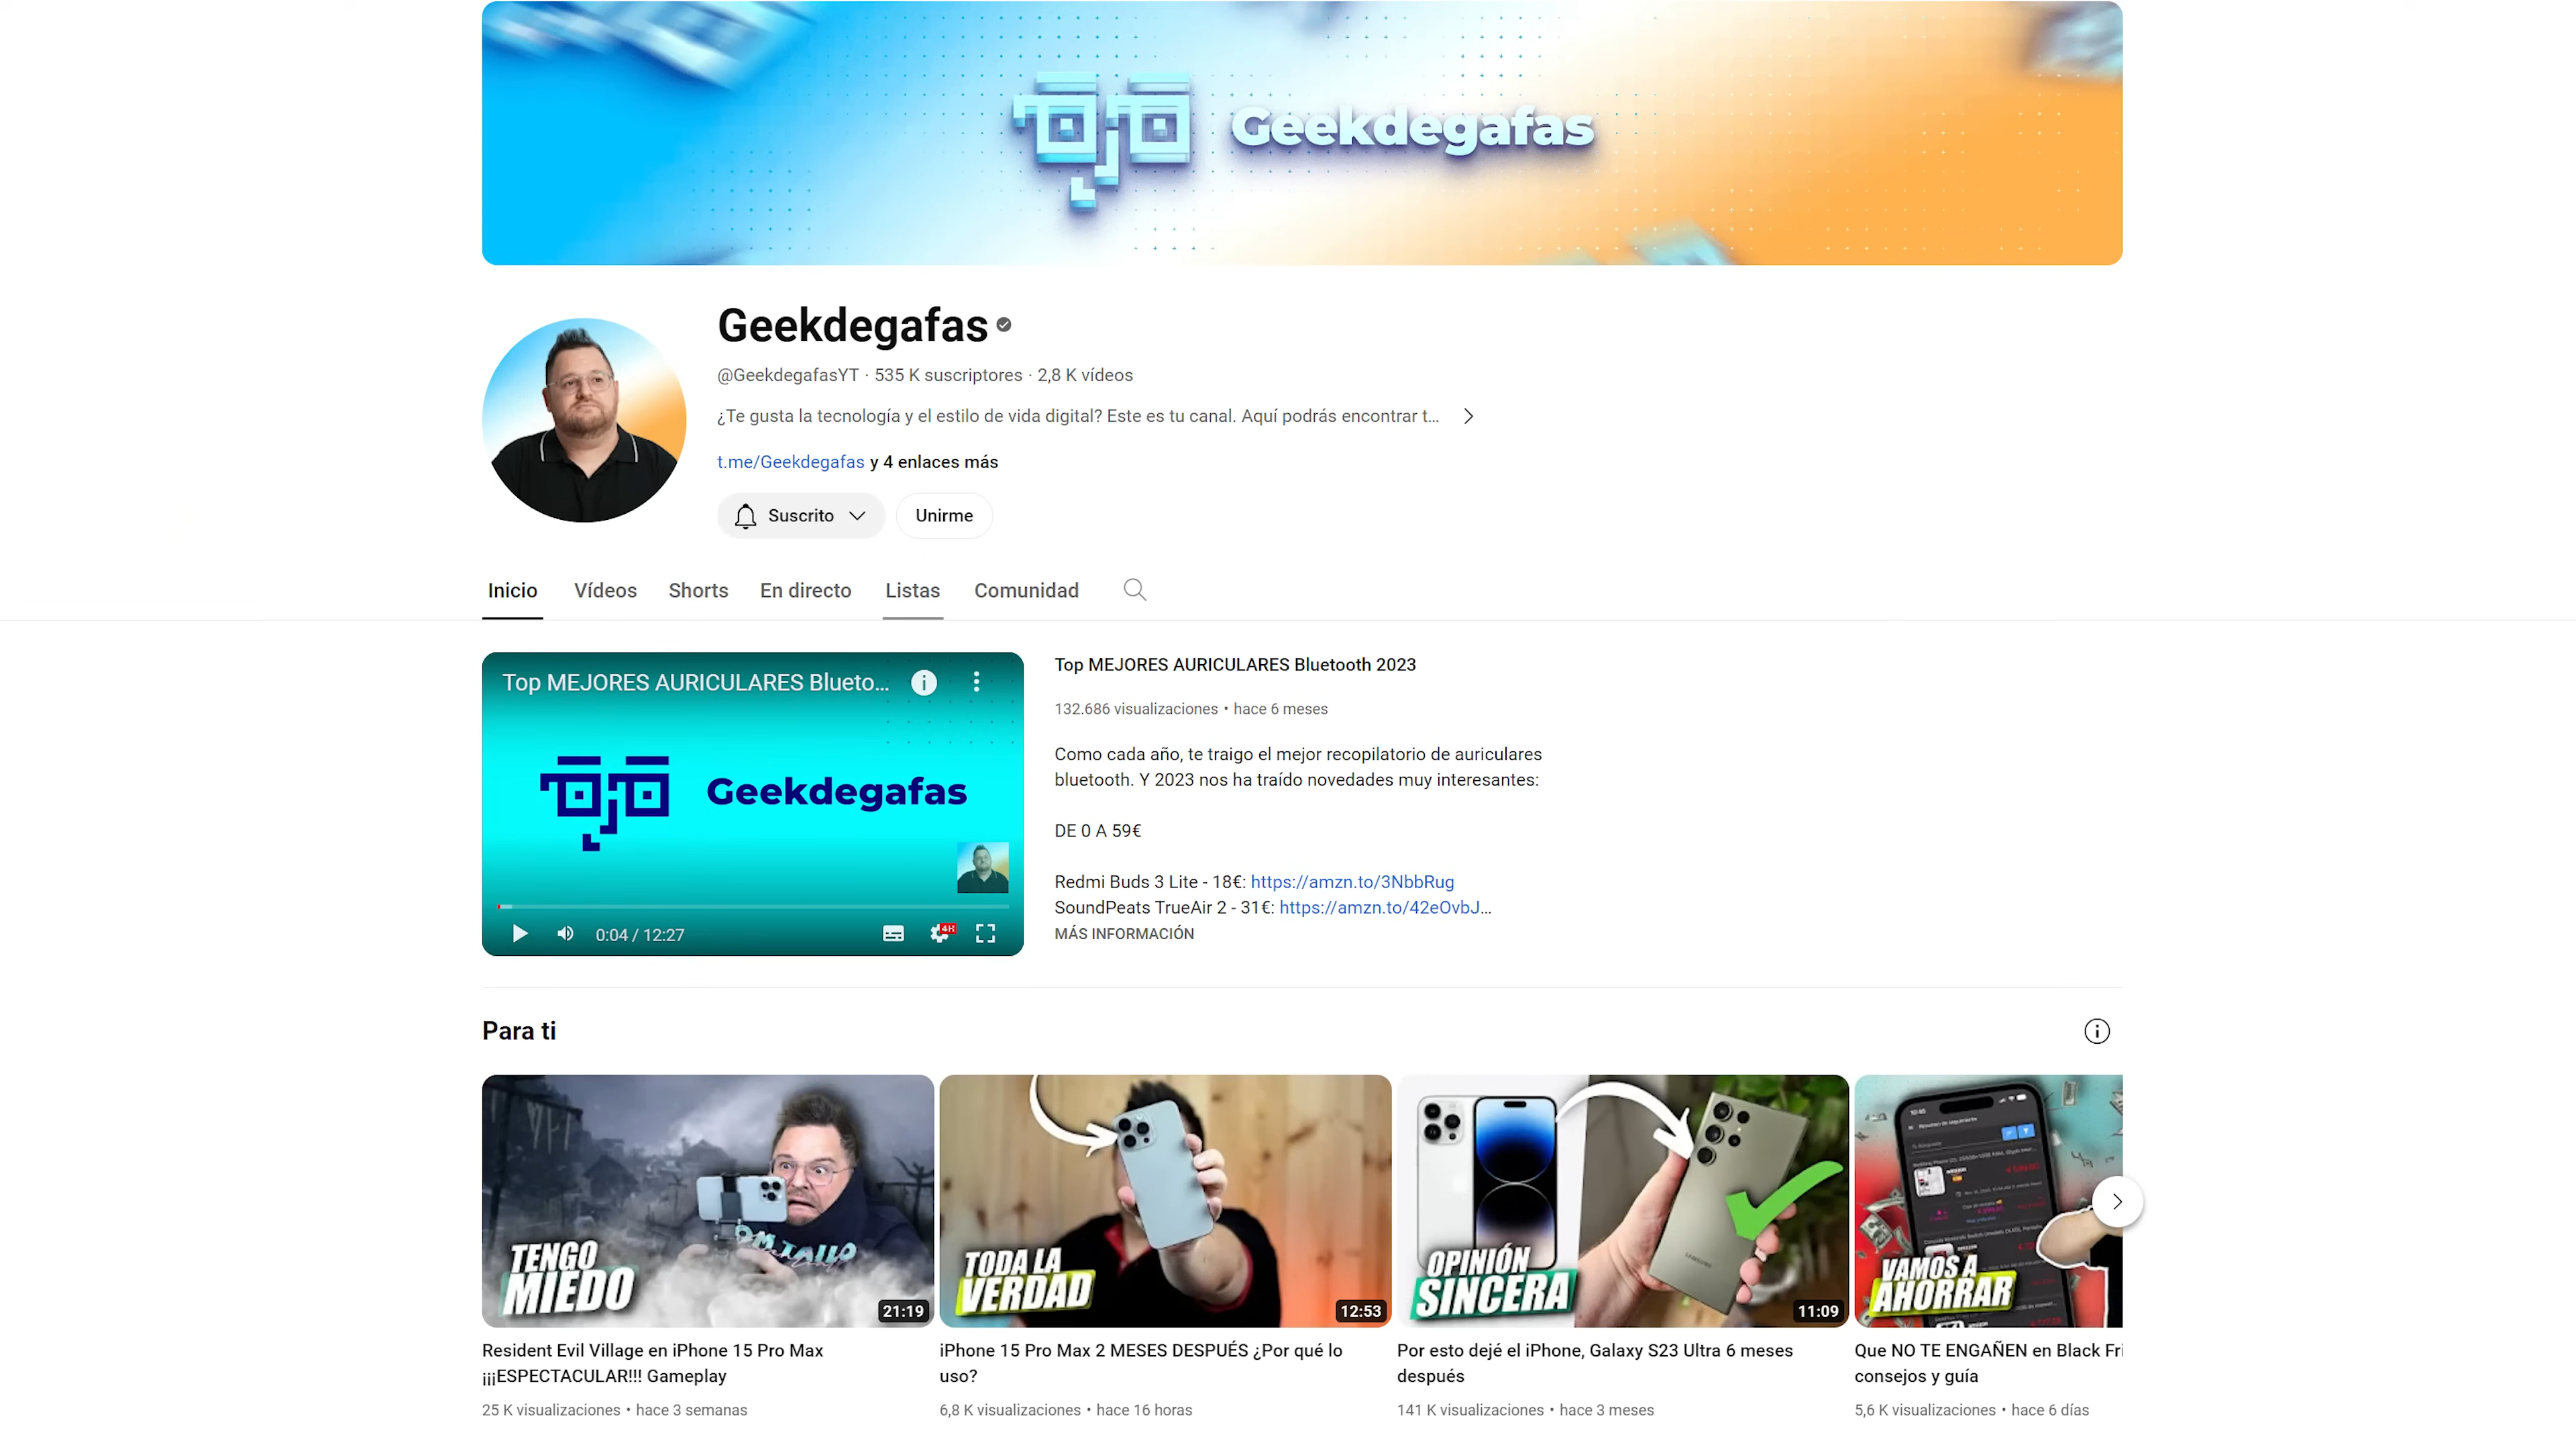 Geekdegafas
Geekdegafas
@GeekdegafasYT · 535 K suscriptores · 2,8 K vídeos
¿Te gusta la tecnología y el estilo de vida digital? Este es tu canal. Aquí podrás encontrar t...
t.me/Geekdegafas y 4 enlaces más
Suscrito Unirme
Inicio Vídeos Shorts En directo Listas Comunidad
Top MEJORES AURICULARES Blueto...
Geekdegafas
0:04 / 12:27
Top MEJORES AURICULARES Bluetooth 2023
132.686 visualizaciones • hace 6 meses
Como cada año, te traigo el mejor recopilatorio de auriculares
bluetooth. Y 2023 nos ha traído novedades muy interesantes:
DE 0 A 59€
Redmi Buds 3 Lite - 18€: https://amzn.to/3NbbRug
SoundPeats TrueAir 2 - 31€: https://amzn.to/42eOvbJ...
MÁS INFORMACIÓN
Para ti
TENGO
MIEDO
21:19
Resident Evil Village en iPhone 15 Pro Max
¡¡¡ESPECTACULAR!!! Gameplay
25 K visualizaciones • hace 3 semanas
TODA LA
VERDAD
12:53
iPhone 15 Pro Max 2 MESES DESPUÉS ¿Por qué lo
uso?
6,8 K visualizaciones • hace 16 horas
OPINIÓN
SINCERA
11:09
Por esto dejé el iPhone, Galaxy S23 Ultra 6 meses
después
141 K visualizaciones • hace 3 meses
VAMOS A
AHORRAR
Que NO TE ENGAÑEN en Black Fri
consejos y guía
5,6 K visualizaciones • hace 6 días